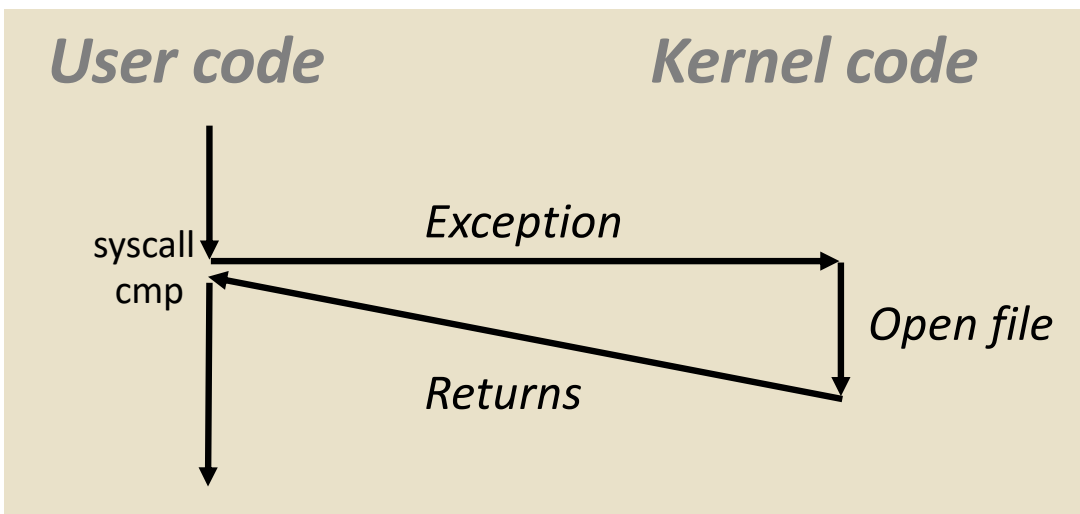 User code
Kernel code
Exception
syscall
cmp
Open file
Returns